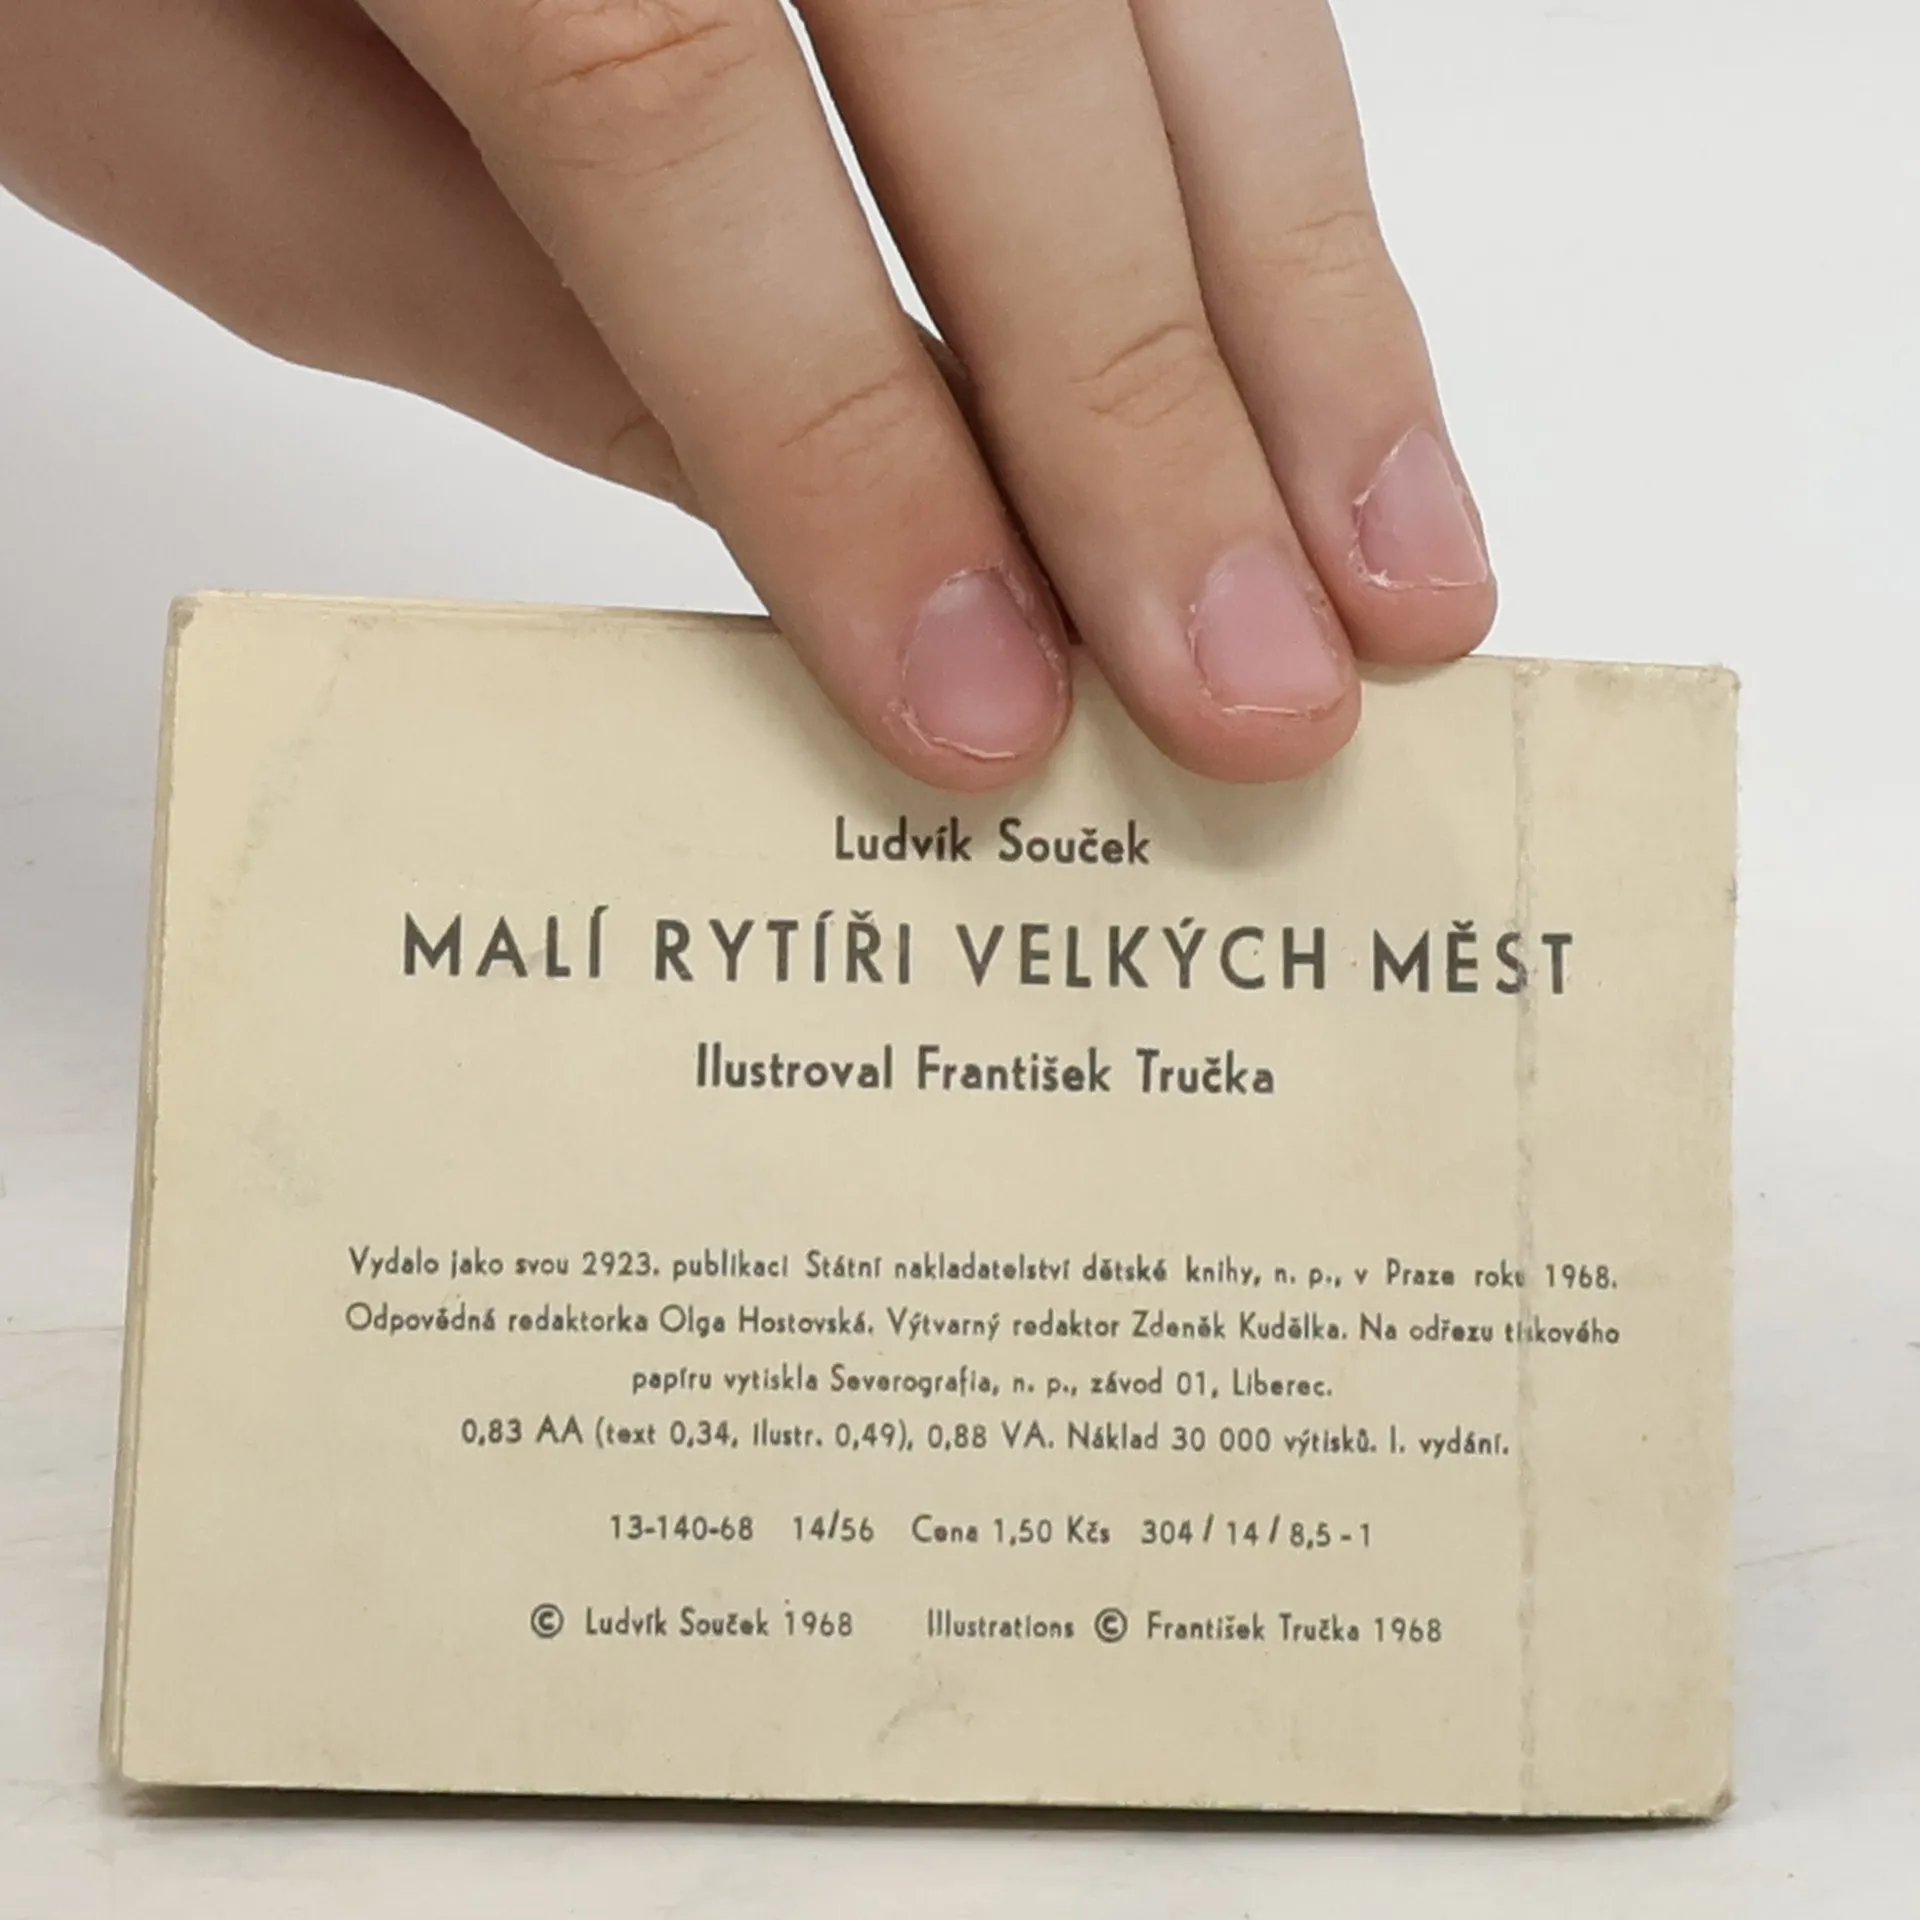 Ludvík Souček
MALÍ RYTÍŘI VELKÝCH MĚST
Ilustroval František Tručka
Vydalo jako svou 2923. publikaci Státní nakladatelství dětské knihy, n. p., v Praze roku 1968.
Odpovědná redaktorka Olga Hostovská. Výtvarný redaktor Zdeněk Kudělka. Na odřezu tiskového
papíru vytiskla Severografia, n. p., závod 01, Liberec.
0,83 AA (text 0,34, ilustr. 0,49), 0,88 VA. Náklad 30 000 výtisků. I. vydání.
13-140-68 14/56 Cena 1,50 Kčs 304 / 14 / 8,5 - 1
© Ludvík Souček 1968 Illustrations © František Tručka 1968